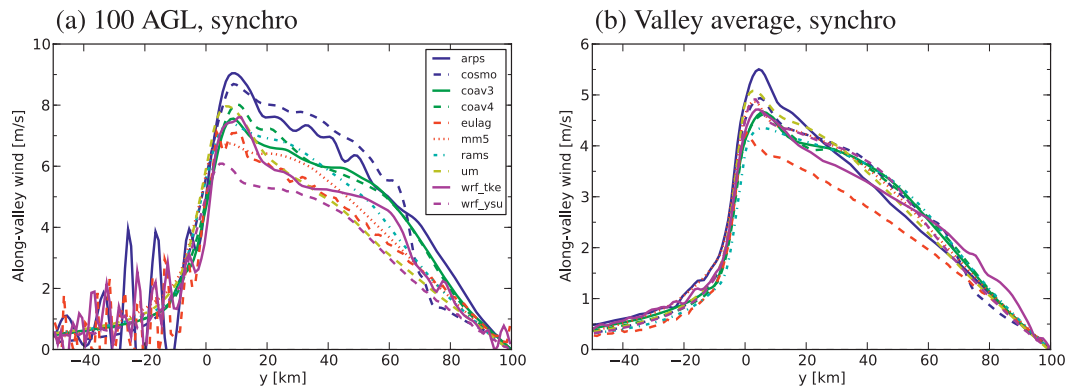 (a) 100 AGL, synchro
10
8
6
4
2
0
Along-valley wind [m/s]
−40 −20 0 20 40 60 80 100
y [km]
arps
cosmo
coav3
coav4
eulag
mm5
rams
um
wrf_tke
wrf_ysu
(b) Valley average, synchro
6
5
4
3
2
1
0
Along-valley wind [m/s]
−40 −20 0 20 40 60 80 100
y [km]